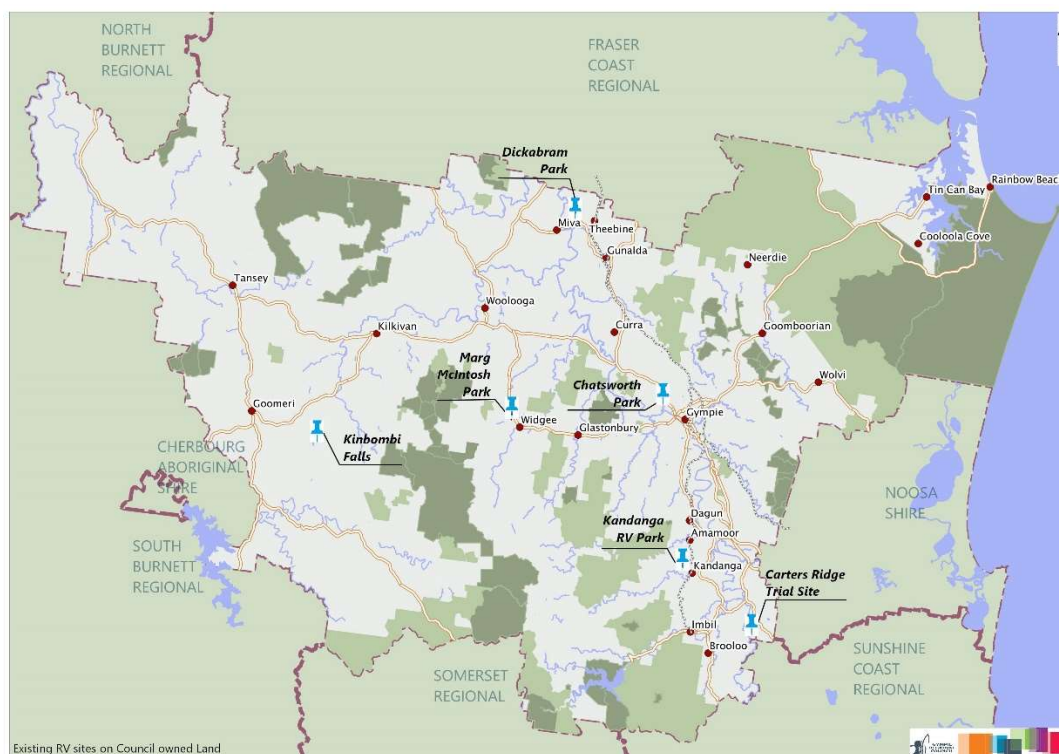 NORTH
BURNETT
REGIONAL
FRASER
COAST
REGIONAL
Dickabram
Park
Rainbow Beach
Tin Can Bay
Miva
Theebine
Cooloola Cove
Gunalda
Neerdie
Tansey
Woolooga
Kilkivan
Curra
Goomboorian
Marg
McIntosh
Park
Chatsworth
Park
Wolvi
Goomeri
Gympie
Widgee
Glastonbury
Kinbombi
Falls
CHERBOURG
ABORIGINAL
SHIRE
NOOSA
SHIRE
Dagun
Kandanga
RV Park
Amamoor
SOUTH
BURNETT
REGIONAL
Kandanga
Carters Ridge
Trial Site
Imbil
Brooloo
SOMERSET
REGIONAL
SUNSHINE
COAST
REGIONAL
Existing RV sites on Council owned Land